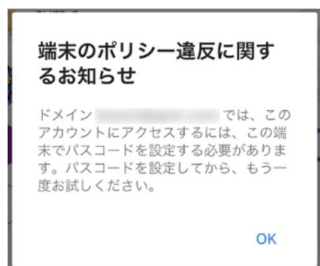 端末のポリシー違反に関す
るお知らせ
ドメイン では、この
アカウントにアクセスするには、この端
末でパスコードを設定する必要がありま
す。パスコードを設定してから、もう一
度お試しください。
OK